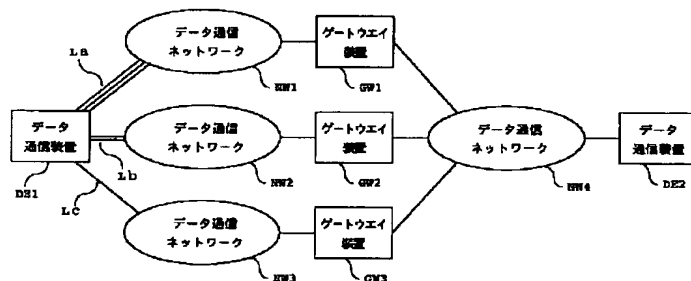 La
データ通信
ネットワーク
NW1
ゲートウエイ
装置
GW1
データ
通信装置
DE1
Lb
データ通信
ネットワーク
NW2
ゲートウエイ
装置
GW2
データ通信
ネットワーク
NW4
データ
通信装置
DE2
Lc
データ通信
ネットワーク
NW3
ゲートウエイ
装置
GW3